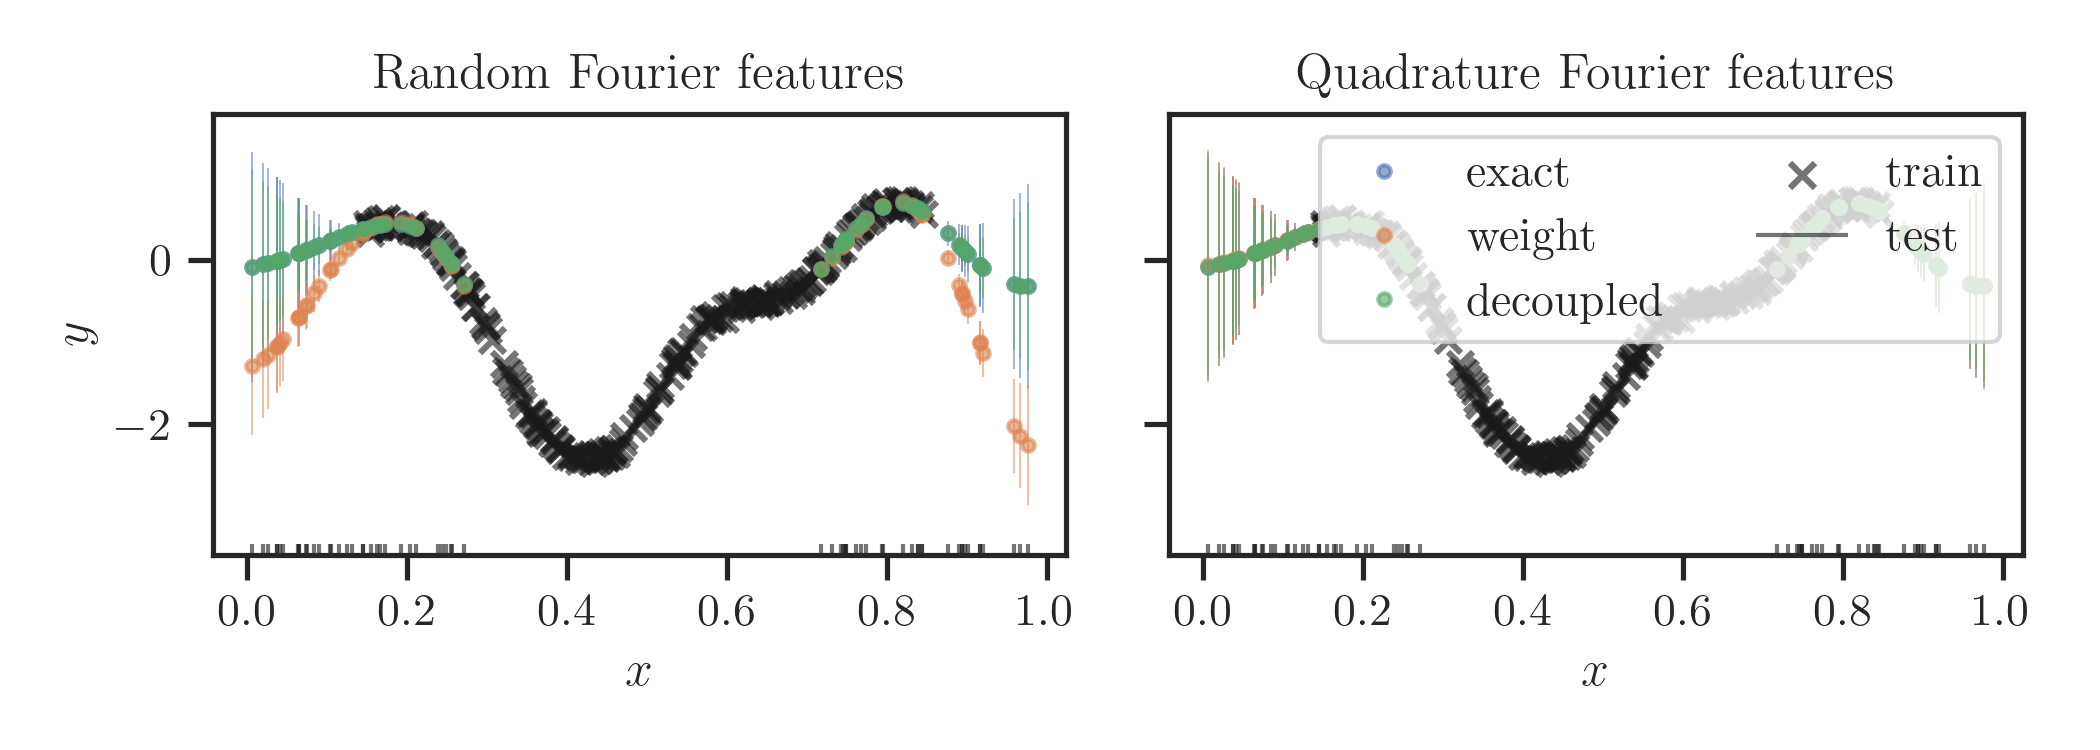 Random Fourier features
Quadrature Fourier features
y
0
−2
0.0 0.2 0.4 0.6 0.8 1.0
x
exact
weight
decoupled
train
test
0.0 0.2 0.4 0.6 0.8 1.0
x